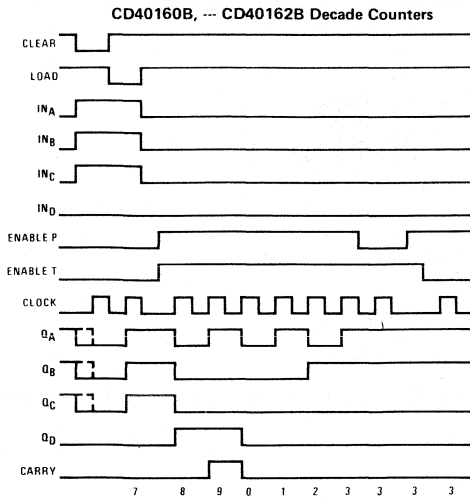 CD40160B, --- CD40162B Decade Counters
CLEAR
LOAD
INA
INB
INC
IND
ENABLE P
ENABLE T
CLOCK
QA
QB
QC
QD
CARRY
7 8 9 0 1 2 3 3 3 3